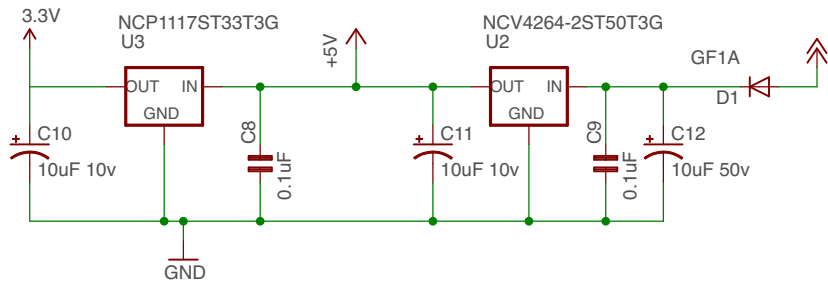 3.3V
NCP1117ST33T3G
U3
OUT IN
GND
C10
10uF 10v
C8
0.1uF
+5V
NCV4264-2ST50T3G
U2
OUT IN
GND
C11
10uF 10v
C9
0.1uF
C12
10uF 50v
GF1A
D1
GND